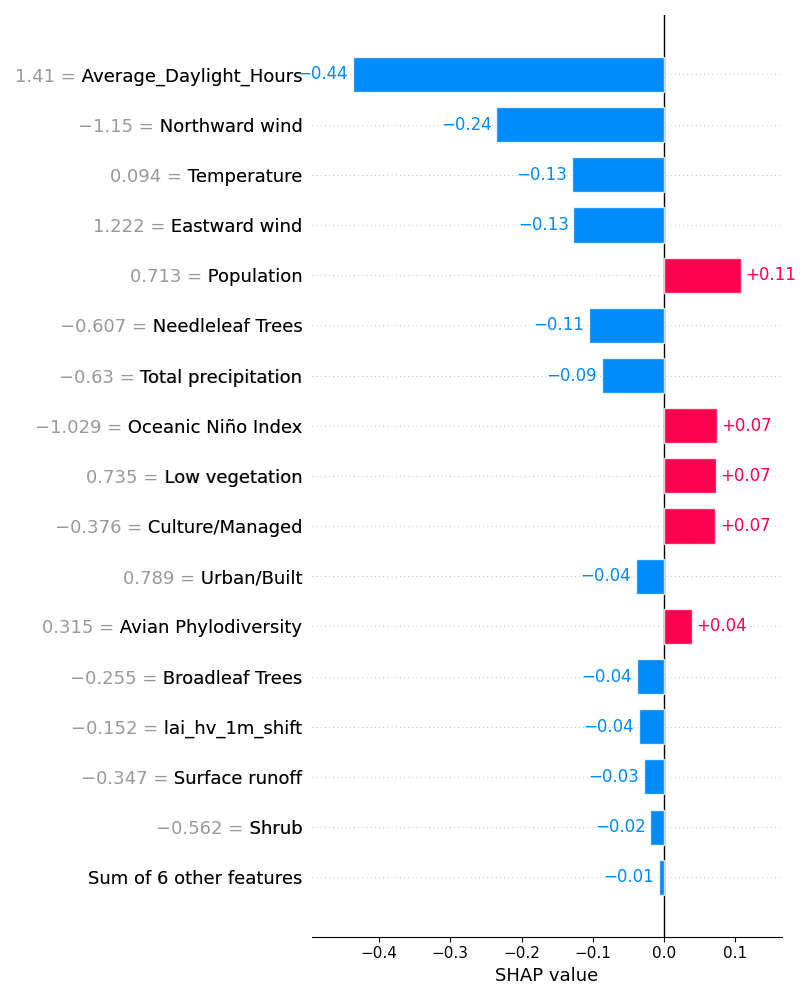 1.41 = Average_Daylight_Hours −0.44
−1.15 = Northward wind −0.24
0.094 = Temperature −0.13
1.222 = Eastward wind −0.13
0.713 = Population +0.11
−0.607 = Needleleaf Trees −0.11
−0.63 = Total precipitation −0.09
−1.029 = Oceanic Niño Index +0.07
0.735 = Low vegetation +0.07
−0.376 = Culture/Managed +0.07
0.789 = Urban/Built −0.04
0.315 = Avian Phylodiversity +0.04
−0.255 = Broadleaf Trees −0.04
−0.152 = lai_hv_1m_shift −0.04
−0.347 = Surface runoff −0.03
−0.562 = Shrub −0.02
Sum of 6 other features −0.01
−0.4 −0.3 −0.2 −0.1 0.0 0.1
SHAP value